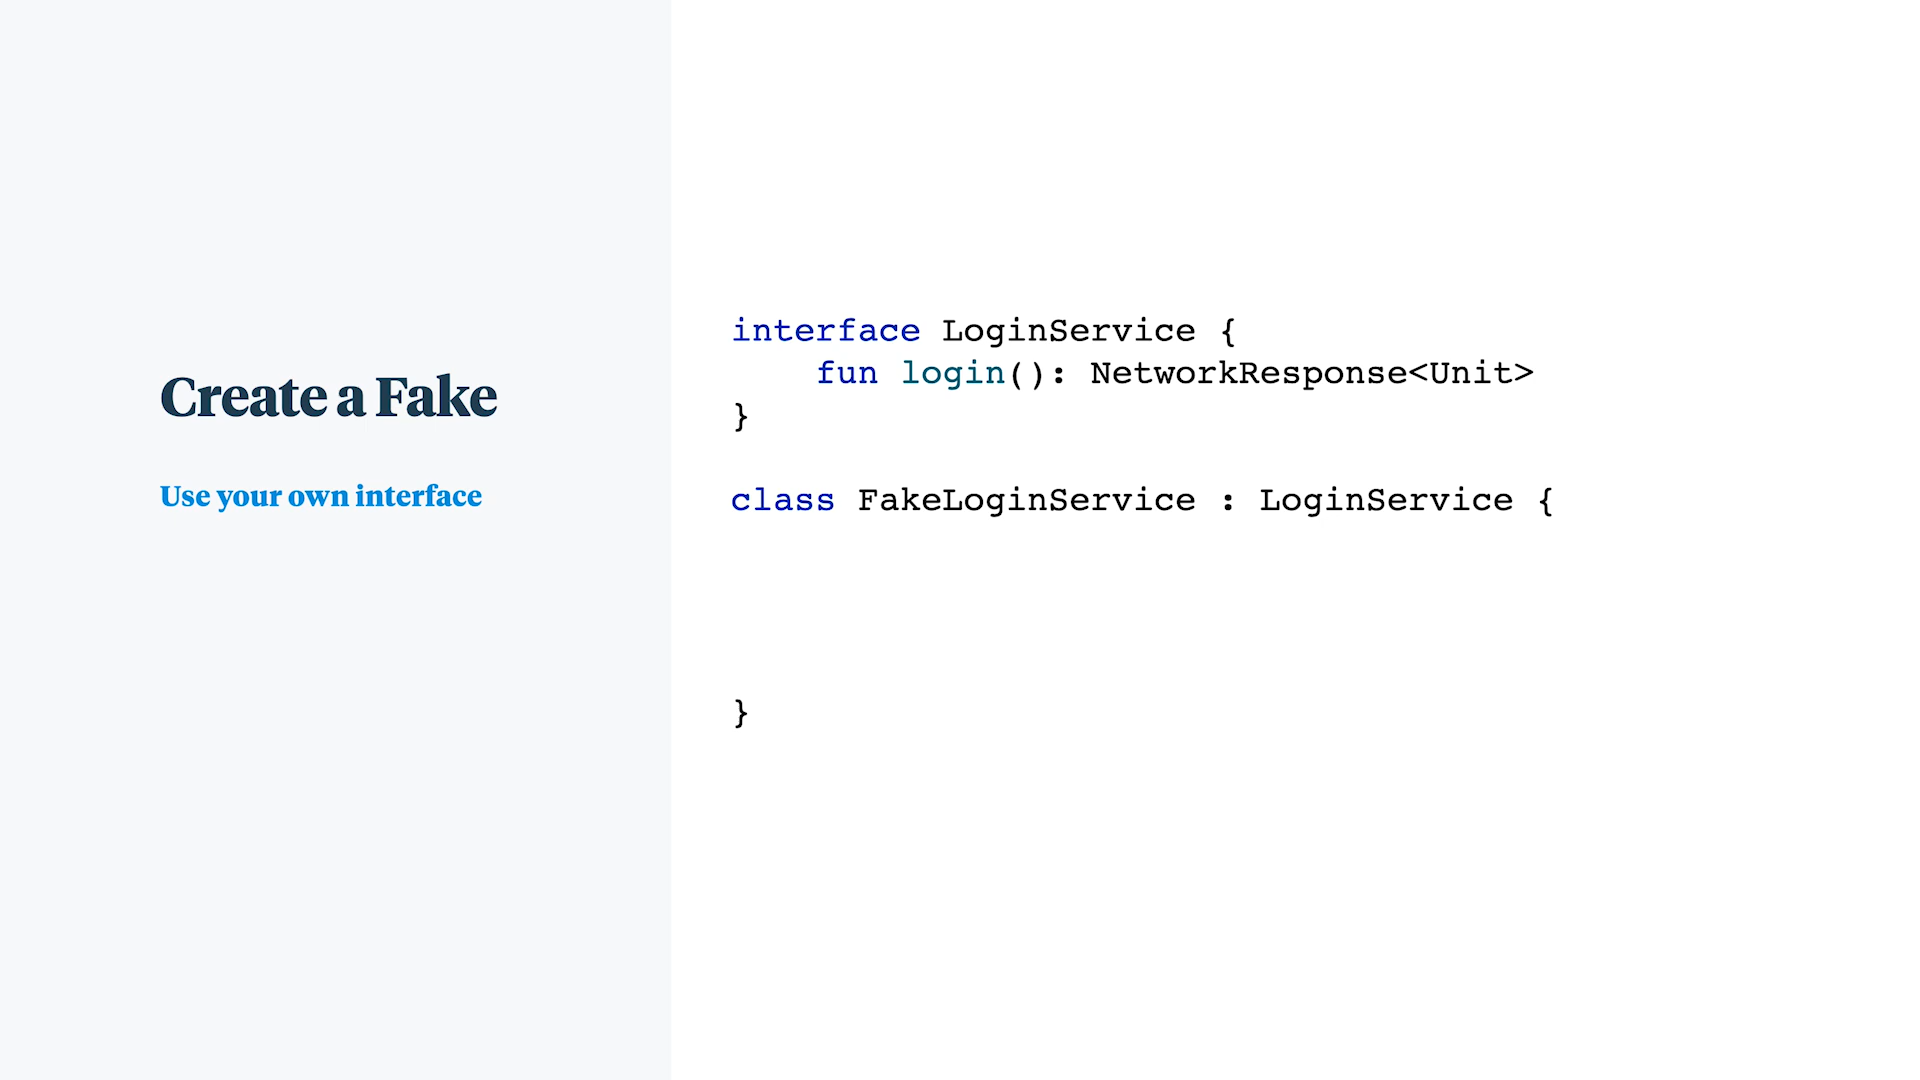 Create a Fake
Use your own interface
interface LoginService {
    fun login(): NetworkResponse<Unit>
}
class FakeLoginService : LoginService {
}